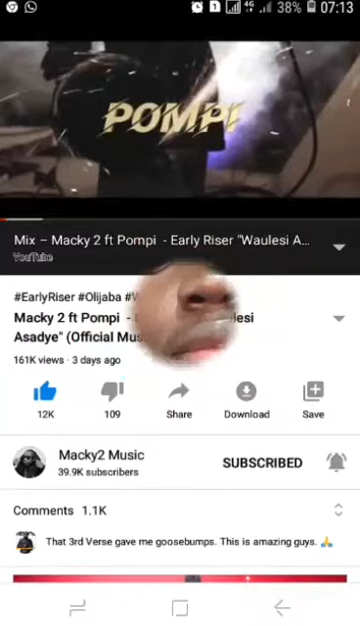 4G 38% 07:13
POMPI
Mix – Macky 2 ft Pompi - Early Riser "Waulesi A...
YouTube
#EarlyRiser #Olijaba
Macky 2 ft Pompi -
Asadye" (Official
161K views · 3 days ago
12K 109 Share Download Save
Macky2 Music
39.9K subscribers
SUBSCRIBED
Comments 1.1K
That 3rd Verse gave me goosebumps. This is amazing guys. 🙏